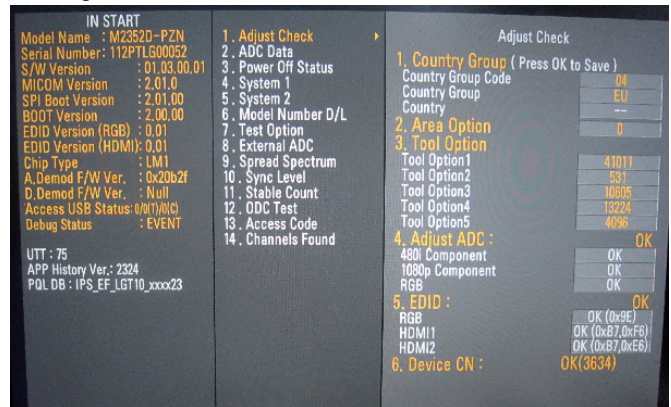 IN START
Model Name : M2352D-PZN
Serial Number: 112PTLG00052
S/W Version : 01.03.00.01
MICOM Version : 2.01.0
SPI Boot Version : 2.01.00
BOOT Version : 2.00.00
EDID Version (RGB) : 0.01
EDID Version (HDMI): 0.01
Chip Type : LM1
A.Demod F/W Ver. : 0x20b2f
D.Demod F/W Ver. : Null
Access USB Status: 0/0(T)/0(C)
Debug Status : EVENT
UTT : 75
APP History Ver.: 2324
PQL DB : IPS_EF_LGT10_xxxx23
1 . Adjust Check
2 . ADC Data
3 . Power Off Status
4 . System 1
5 . System 2
6 . Model Number D/L
7 . Test Option
8 . External ADC
9 . Spread Spectrum
10 . Sync Level
11 . Stable Count
12 . ODC Test
13 . Access Code
14 . Channels Found
Adjust Check
1. Country Group ( Press OK to Save )
Country Group Code 04
Country Group EU
Country --
2. Area Option 0
3. Tool Option
Tool Option1 41011
Tool Option2 531
Tool Option3 10605
Tool Option4 13224
Tool Option5 4096
4. Adjust ADC : OK
480i Component OK
1080p Component OK
RGB OK
5. EDID : OK
RGB OK (0x9E)
HDMI1 OK (0xB7,0xF6)
HDMI2 OK (0xB7,0xE6)
6. Device CN : OK(3634)